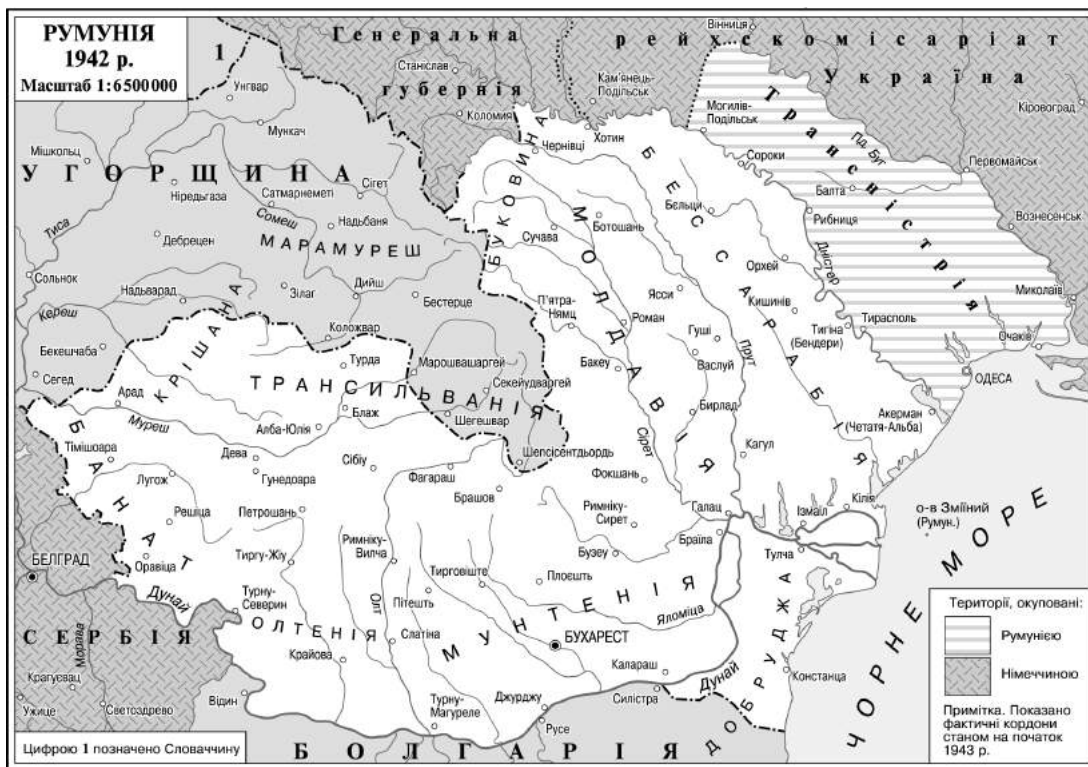 РУМУНІЯ
1942 р.
Масштаб 1:6500000
1
Генеральна
губернія
рейхскомісаріат
Україна
Вінниця
Станіслав
Кам'янець-
Подільськ
Кіровоград
Унгвар
Коломия
Могилів-
Подільськ
Трансністрія
Мукач
Хотин
Чернівці
Пд. Буг
Мішкольц
Сороки
Первомайськ
УГОРЩИНА
Сігет
БУКОВИНА
БЕССАРАБІЯ
МОЛДАВІЯ
Балта
Ніредьгаза
Сатмарнеметі
Бєльци
Рибниця
Вознесенськ
Тиса
Сомеш
Надьбаня
Ботошань
Сучава
Дебрецен
МАРАМУРЕШ
Дністер
Орхей
Сольнок
Надьварад
Зілаг
Дийш
Бестерце
П'ятра-
Нямц
Ясси
Кишинів
Миколаїв
Кереш
КРІШАНА
Роман
Гуші
Тигіна
(Бендери)
Тирасполь
Очаків
Бекешчаба
Коложвар
Турда
Марошвашаргей
Бакеу
Васлуй
Прут
Сегед
Арад
ТРАНСИЛЬВАНІЯ
Секейудваргей
ОДЕСА
Муреш
Алба-Юлія
Блаж
Шегешвар
Бирлад
Акерман
(Четатя-Альба)
БАНАТ
Тімішоара
Дева
Сібіу
Шепсісентдьордь
Сірет
Кагул
Лугож
Гунедоара
Фагараш
Фокшань
Брашов
Решіца
Петрошань
Римніку-
Сирет
Галац
Ізмаїл
Кілія
о-в Зміїний
(Румун.)
БЕЛГРАД
Оравіца
Тиргу-Жіу
Римніку-
Вилча
Бузеу
Браїла
Тулча
ЧОРНЕ МОРЕ
Дунай
Турну-
Северин
Олт
Тирговіште
Плоєшть
МУНТЕНІЯ
Пітешть
Яломіца
ДОБРУДЖА
СЕРБІЯ
Морава
ОЛТЕНІЯ
Слатіна
БУХАРЕСТ
Крайова
Калараш
Дунай
Констанца
Крагуєвац
Відин
Турну-
Магуреле
Джурджу
Силістра
Ужице
Светоздрево
Русе
БОЛГАРІЯ
Території, окуповані:
Румунією
Німеччиною
Примітка. Показано
фактичні кордони
станом на початок
1943 р.
Цифрою 1 позначено Словаччину